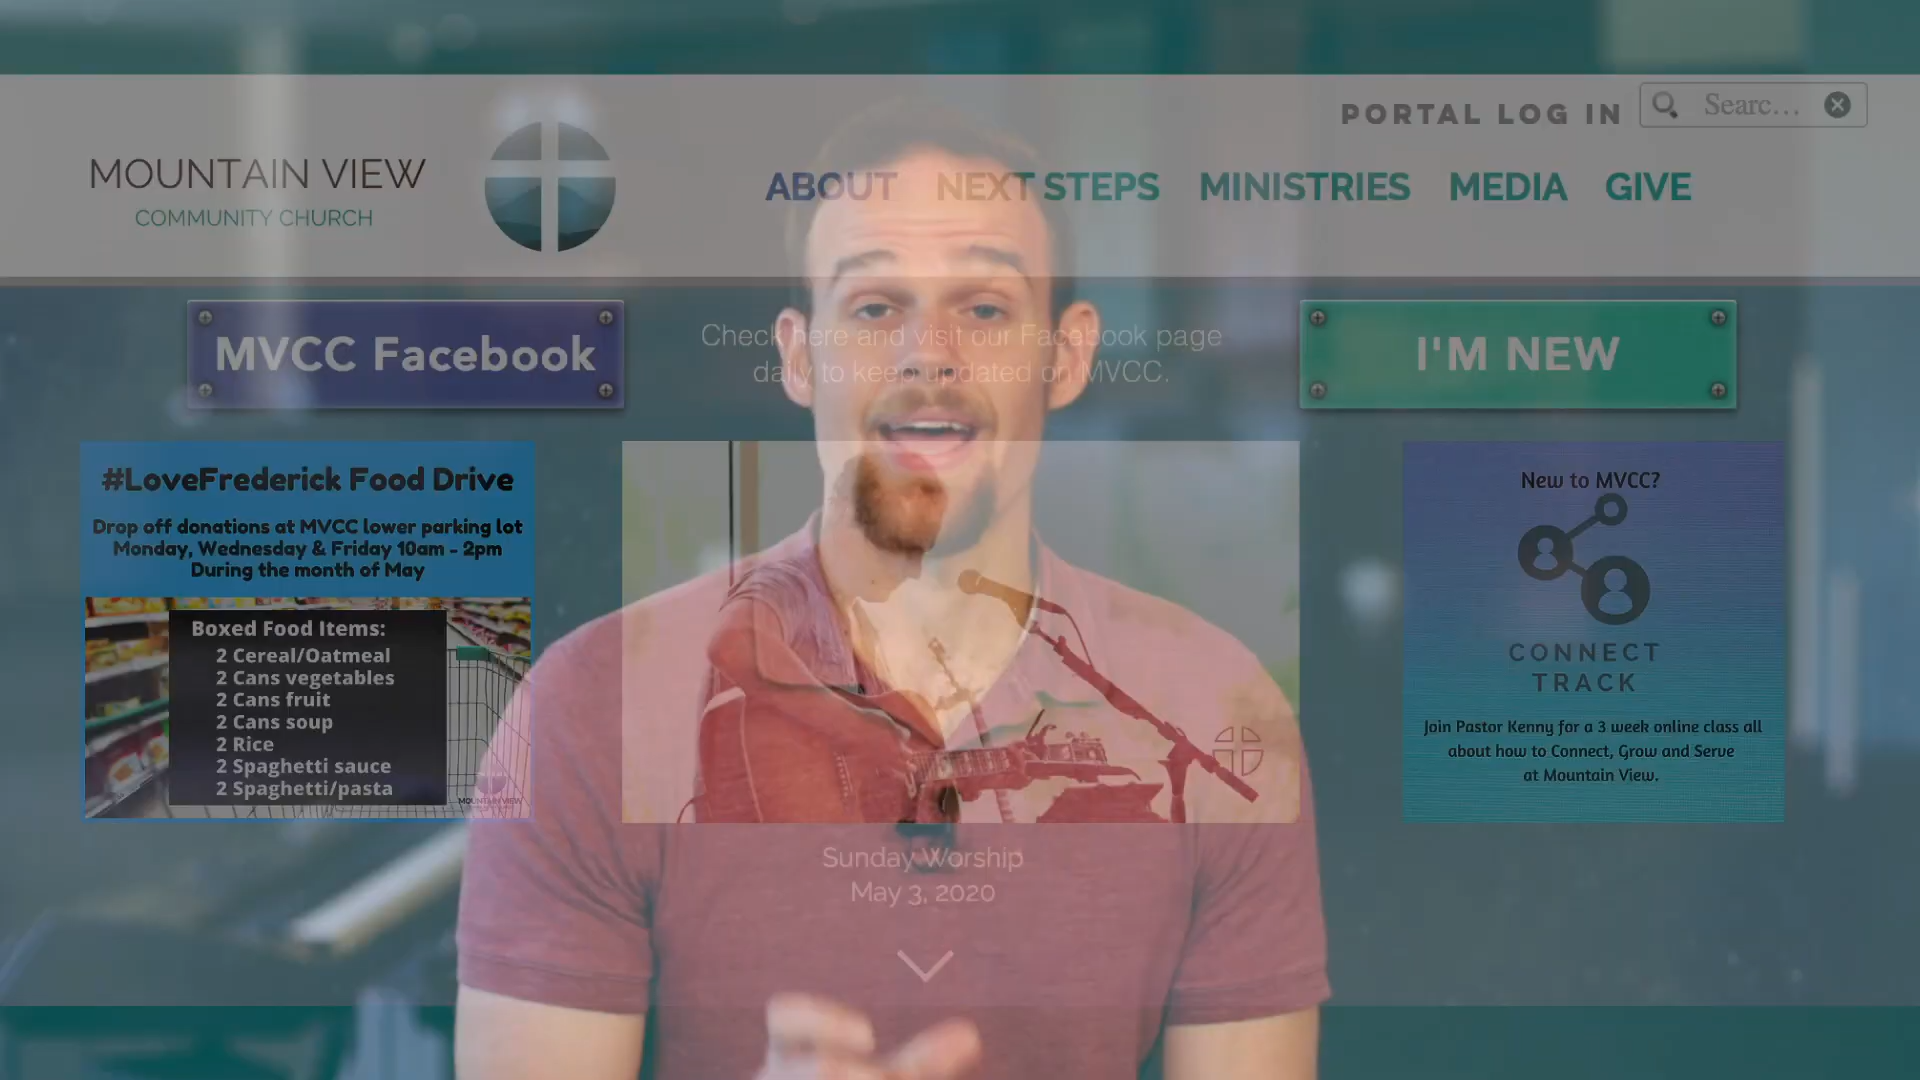 PORTAL LOG IN
Searc...
MOUNTAIN VIEW
COMMUNITY CHURCH
ABOUT NEXT STEPS MINISTRIES MEDIA GIVE
MVCC Facebook
Check here and visit our Facebook page
daily to keep updated on MVCC.
I'M NEW
#LoveFrederick Food Drive
Drop off donations at MVCC lower parking lot
Monday, Wednesday & Friday 10am - 2pm
During the month of May
Boxed Food Items:
2 Cereal/Oatmeal
2 Cans vegetables
2 Cans fruit
2 Cans soup
2 Rice
2 Spaghetti sauce
2 Spaghetti/pasta
MOUNTAIN VIEW
Sunday Worship
May 3, 2020
New to MVCC?
CONNECT
TRACK
Join Pastor Kenny for a 3 week online class all
about how to Connect, Grow and Serve
at Mountain View.